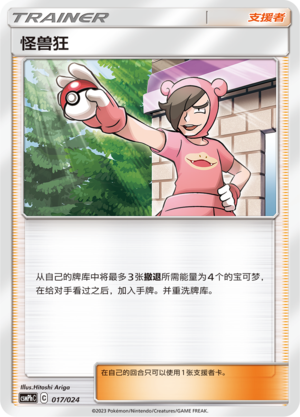 TRAINER 支援者
怪兽狂
从自己的牌库中将最多3张撤退所需能量为4个的宝可梦，
在给对手看过之后，加入手牌。并重洗牌库。
Illus.Hitoshi Ariga
C 017/024
在自己的回合只可以使用1张支援者卡。
©2023 Pokémon/Nintendo/Creatures/GAME FREAK.